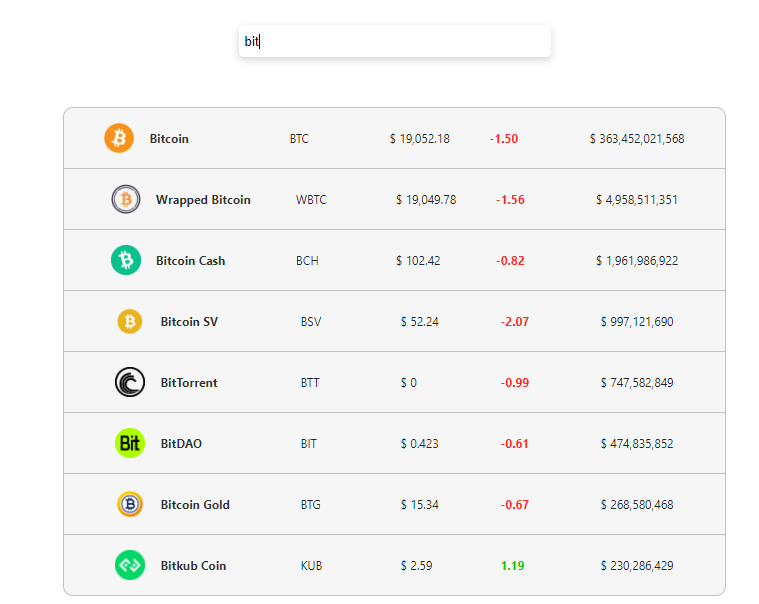 bit
Bitcoin BTC $ 19,052.18 -1.50 $ 363,452,021,568
Wrapped Bitcoin WBTC $ 19,049.78 -1.56 $ 4,958,511,351
Bitcoin Cash BCH $ 102.42 -0.82 $ 1,961,986,922
Bitcoin SV BSV $ 52.24 -2.07 $ 997,121,690
BitTorrent BTT $ 0 -0.99 $ 747,582,849
Bit BitDAO BIT $ 0.423 -0.61 $ 474,835,852
Bitcoin Gold BTG $ 15.34 -0.67 $ 268,580,468
Bitkub Coin KUB $ 2.59 1.19 $ 230,286,429